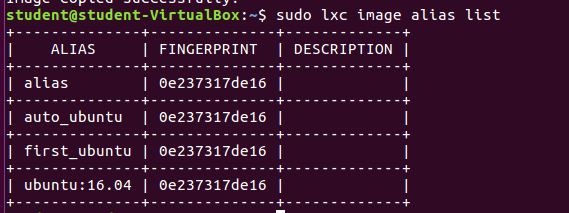 Image copied successfully!
student@student-VirtualBox:~$ sudo lxc image alias list
+--------------+--------------+-------------+
| ALIAS | FINGERPRINT | DESCRIPTION |
+--------------+--------------+-------------+
| alias | 0e237317de16 | |
+--------------+--------------+-------------+
| auto_ubuntu | 0e237317de16 | |
+--------------+--------------+-------------+
| first_ubuntu | 0e237317de16 | |
+--------------+--------------+-------------+
| ubuntu:16.04 | 0e237317de16 | |
+--------------+--------------+-------------+